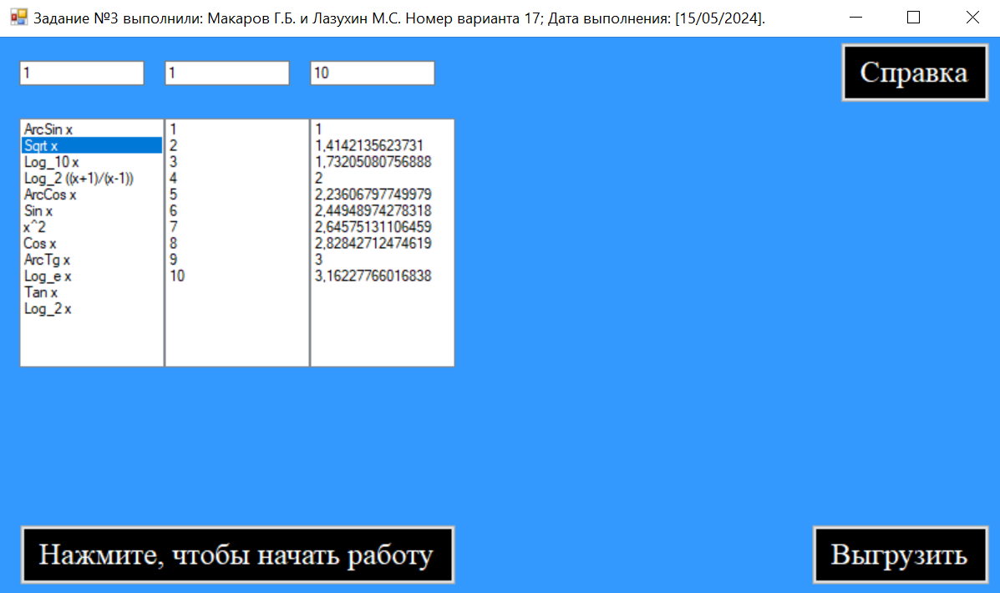 Задание №3 выполнили: Макаров Г.Б. и Лазухин М.С. Номер варианта 17; Дата выполнения: [15/05/2024].
1
1
10
Справка
ArcSin x
Sqrt x
Log_10 x
Log_2 ((x+1)/(x-1))
ArcCos x
Sin x
x^2
Cos x
ArcTg x
Log_e x
Tan x
Log_2 x
1
2
3
4
5
6
7
8
9
10
1
1,4142135623731
1,73205080756888
2
2,23606797749979
2,44948974278318
2,64575131106459
2,82842712474619
3
3,16227766016838
Нажмите, чтобы начать работу
Выгрузить